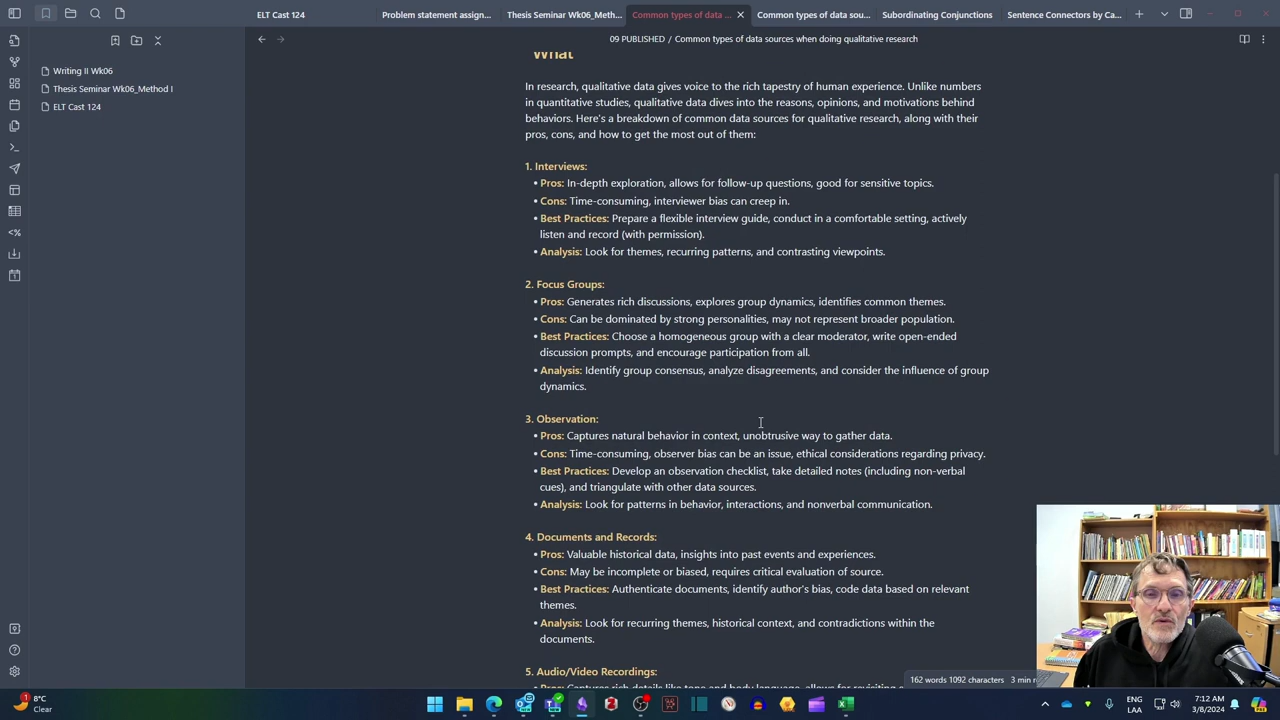 ELT Cast 124
Problem statement assign...
Thesis Seminar Wk06_Meth...
Common types of data ...
Common types of data sou...
Subordinating Conjunctions
Sentence Connectors by Ca...
09 PUBLISHED / Common types of data sources when doing qualitative research
Writing II Wk06
Thesis Seminar Wk06_Method I
ELT Cast 124
What
In research, qualitative data gives voice to the rich tapestry of human experience. Unlike numbers
in quantitative studies, qualitative data dives into the reasons, opinions, and motivations behind
behaviors. Here's a breakdown of common data sources for qualitative research, along with their
pros, cons, and how to get the most out of them:
1. Interviews:
• Pros: In-depth exploration, allows for follow-up questions, good for sensitive topics.
• Cons: Time-consuming, interviewer bias can creep in.
• Best Practices: Prepare a flexible interview guide, conduct in a comfortable setting, actively
listen and record (with permission).
• Analysis: Look for themes, recurring patterns, and contrasting viewpoints.
2. Focus Groups:
• Pros: Generates rich discussions, explores group dynamics, identifies common themes.
• Cons: Can be dominated by strong personalities, may not represent broader population.
• Best Practices: Choose a homogeneous group with a clear moderator, write open-ended
discussion prompts, and encourage participation from all.
• Analysis: Identify group consensus, analyze disagreements, and consider the influence of group
dynamics.
3. Observation:
• Pros: Captures natural behavior in context, unobtrusive way to gather data.
• Cons: Time-consuming, observer bias can be an issue, ethical considerations regarding privacy.
• Best Practices: Develop an observation checklist, take detailed notes (including non-verbal
cues), and triangulate with other data sources.
• Analysis: Look for patterns in behavior, interactions, and nonverbal communication.
4. Documents and Records:
• Pros: Valuable historical data, insights into past events and experiences.
• Cons: May be incomplete or biased, requires critical evaluation of source.
• Best Practices: Authenticate documents, identify author's bias, code data based on relevant
themes.
• Analysis: Look for recurring themes, historical context, and contradictions within the
documents.
5. Audio/Video Recordings:
162 words 1092 characters 3 min r
8°C
Clear
ENG
LAA
7:12 AM
3/8/2024